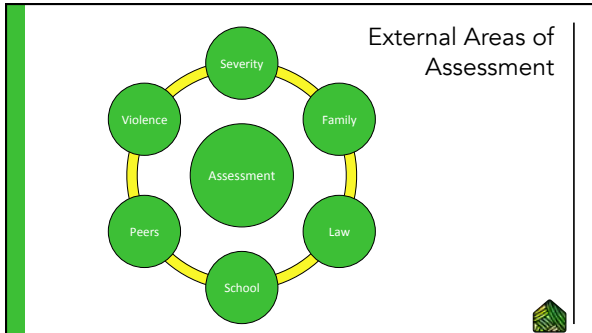 External Areas of
Assessment
Severity
Family
Law
School
Peers
Violence
Assessment